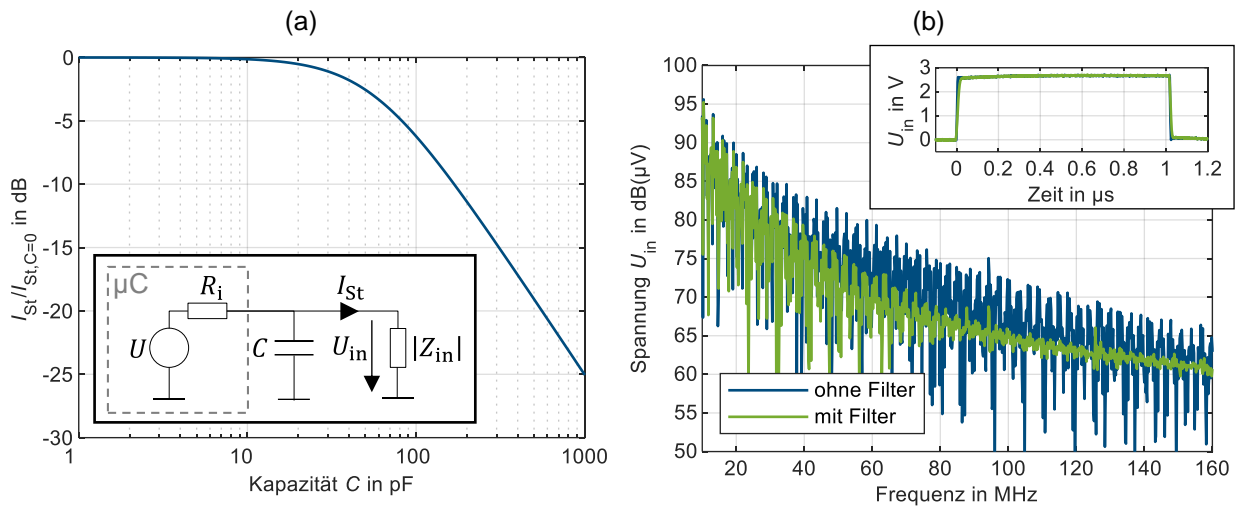 (a)
0
-5
-10
-15
-20
-25
-30
I_St/I_St,C=0 in dB
1
10
100
1000
Kapazität C in pF
µC
R_i
U
C
I_St
U_in
|Z_in|
(b)
100
95
90
85
80
75
70
65
60
55
50
Spannung U_in in dB(µV)
20
40
60
80
100
120
140
160
Frequenz in MHz
ohne Filter
mit Filter
3
2
1
0
U_in in V
0
0.2
0.4
0.6
0.8
1
1.2
Zeit in µs